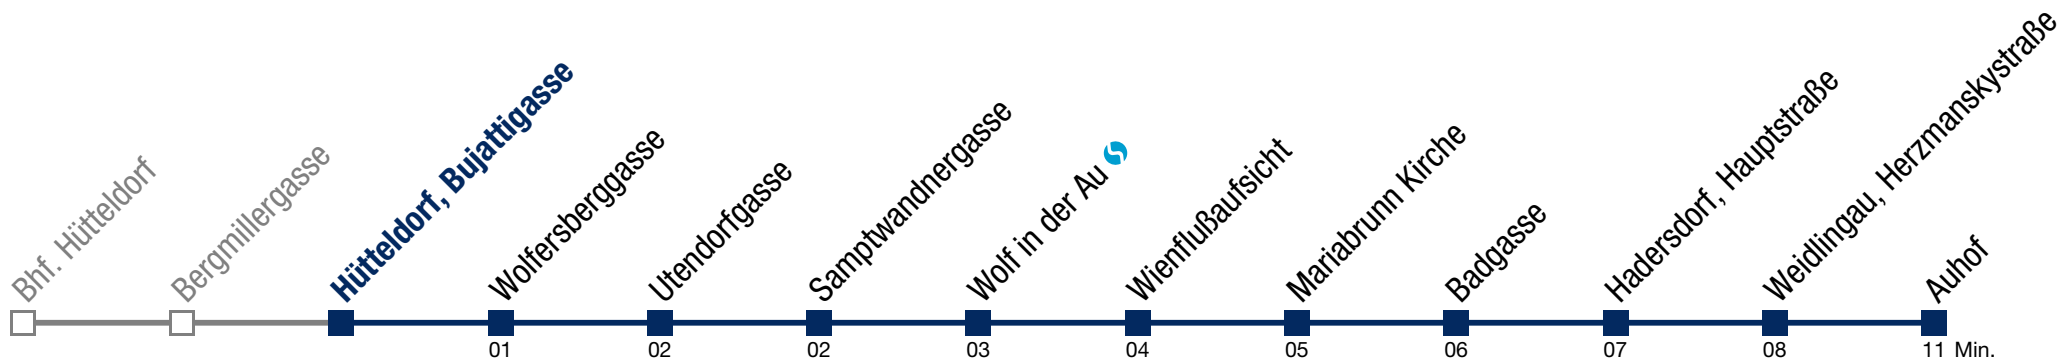 Bhf. Hütteldorf
Bergmillergasse
Hütteldorf, Bujattigasse
Wolfersberggasse
Utendorfgasse
Samptwandnergasse
Wolf in der Au
Wienflußaufsicht
Mariabrunn Kirche
Badgasse
Hadersdorf, Hauptstraße
Weidlingau, Herzmanskystraße
Auhof
01 02 02 03 04 05 06 07 08 11 Min.